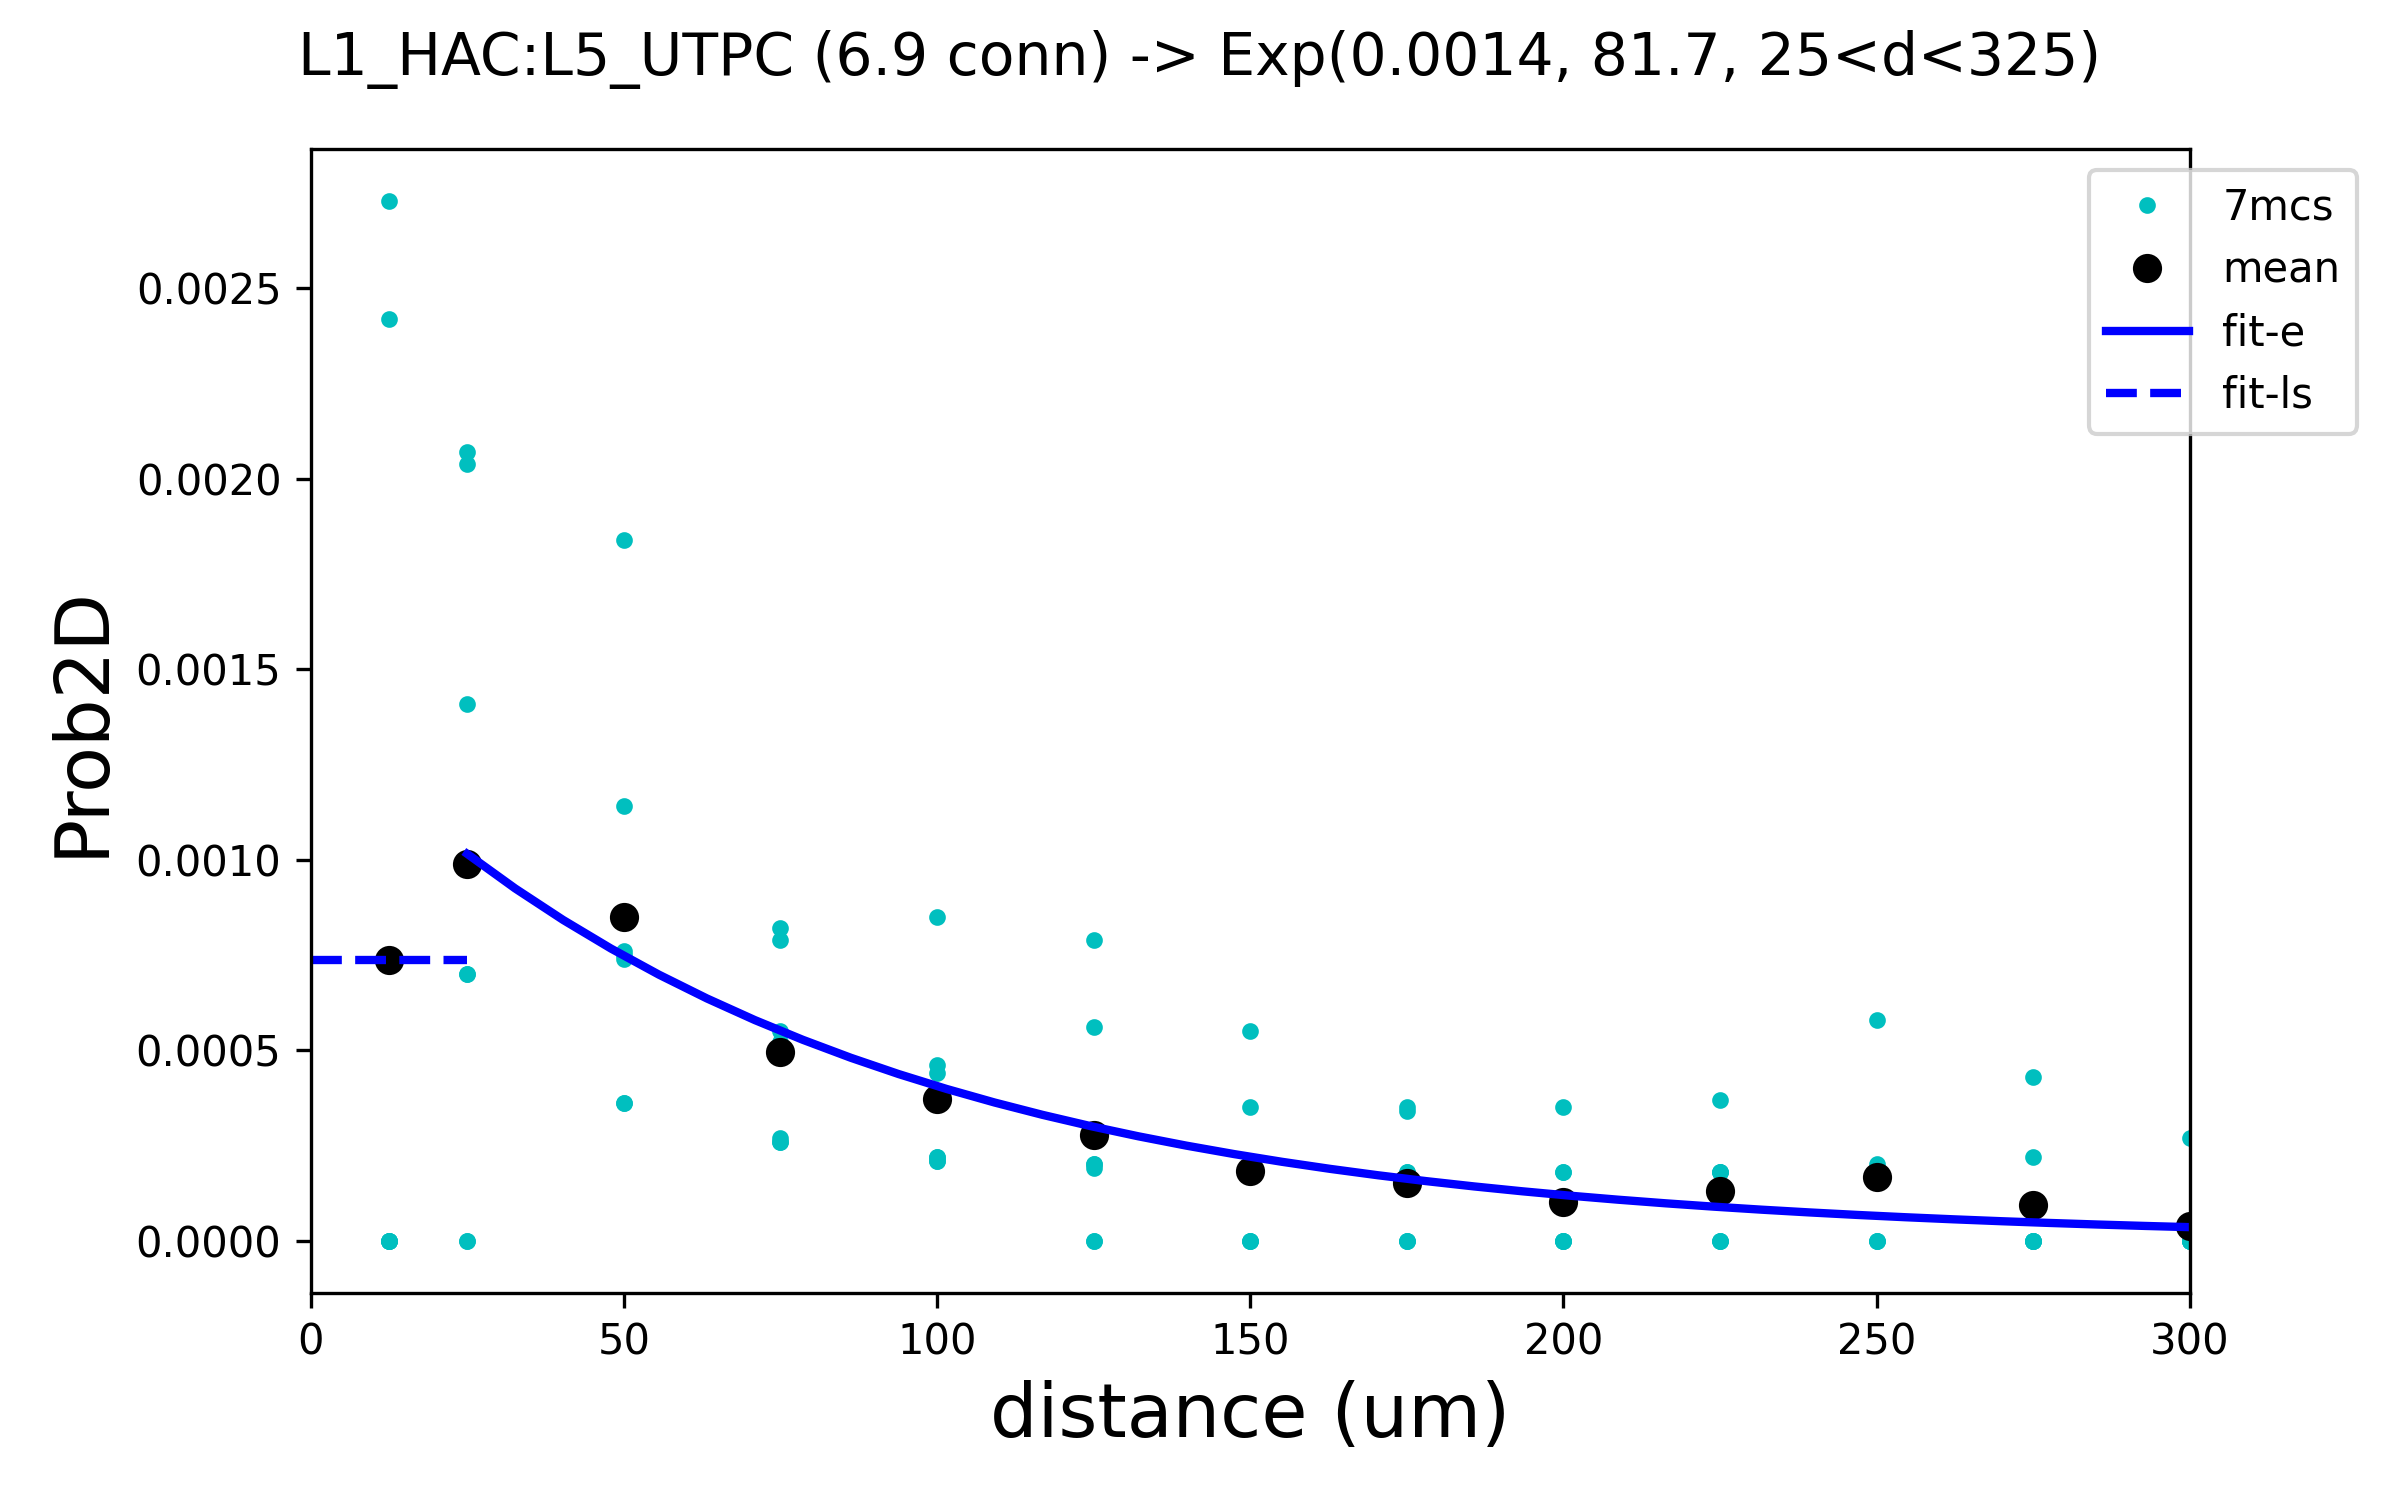 L1_HAC:L5_UTPC (6.9 conn) -> Exp(0.0014, 81.7, 25<d<325)
7mcs
mean
fit-e
fit-ls
Prob2D
0.0025
0.0020
0.0015
0.0010
0.0005
0.0000
0 50 100 150 200 250 300
distance (um)